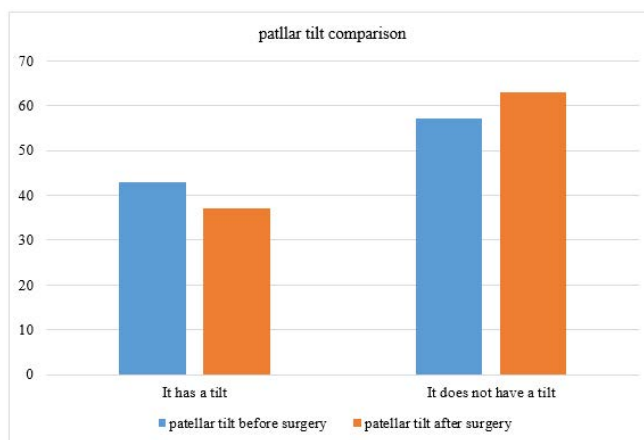 patllar tilt comparison
70
60
50
40
30
20
10
0
It has a tilt It does not have a tilt
patellar tilt before surgery patellar tilt after surgery